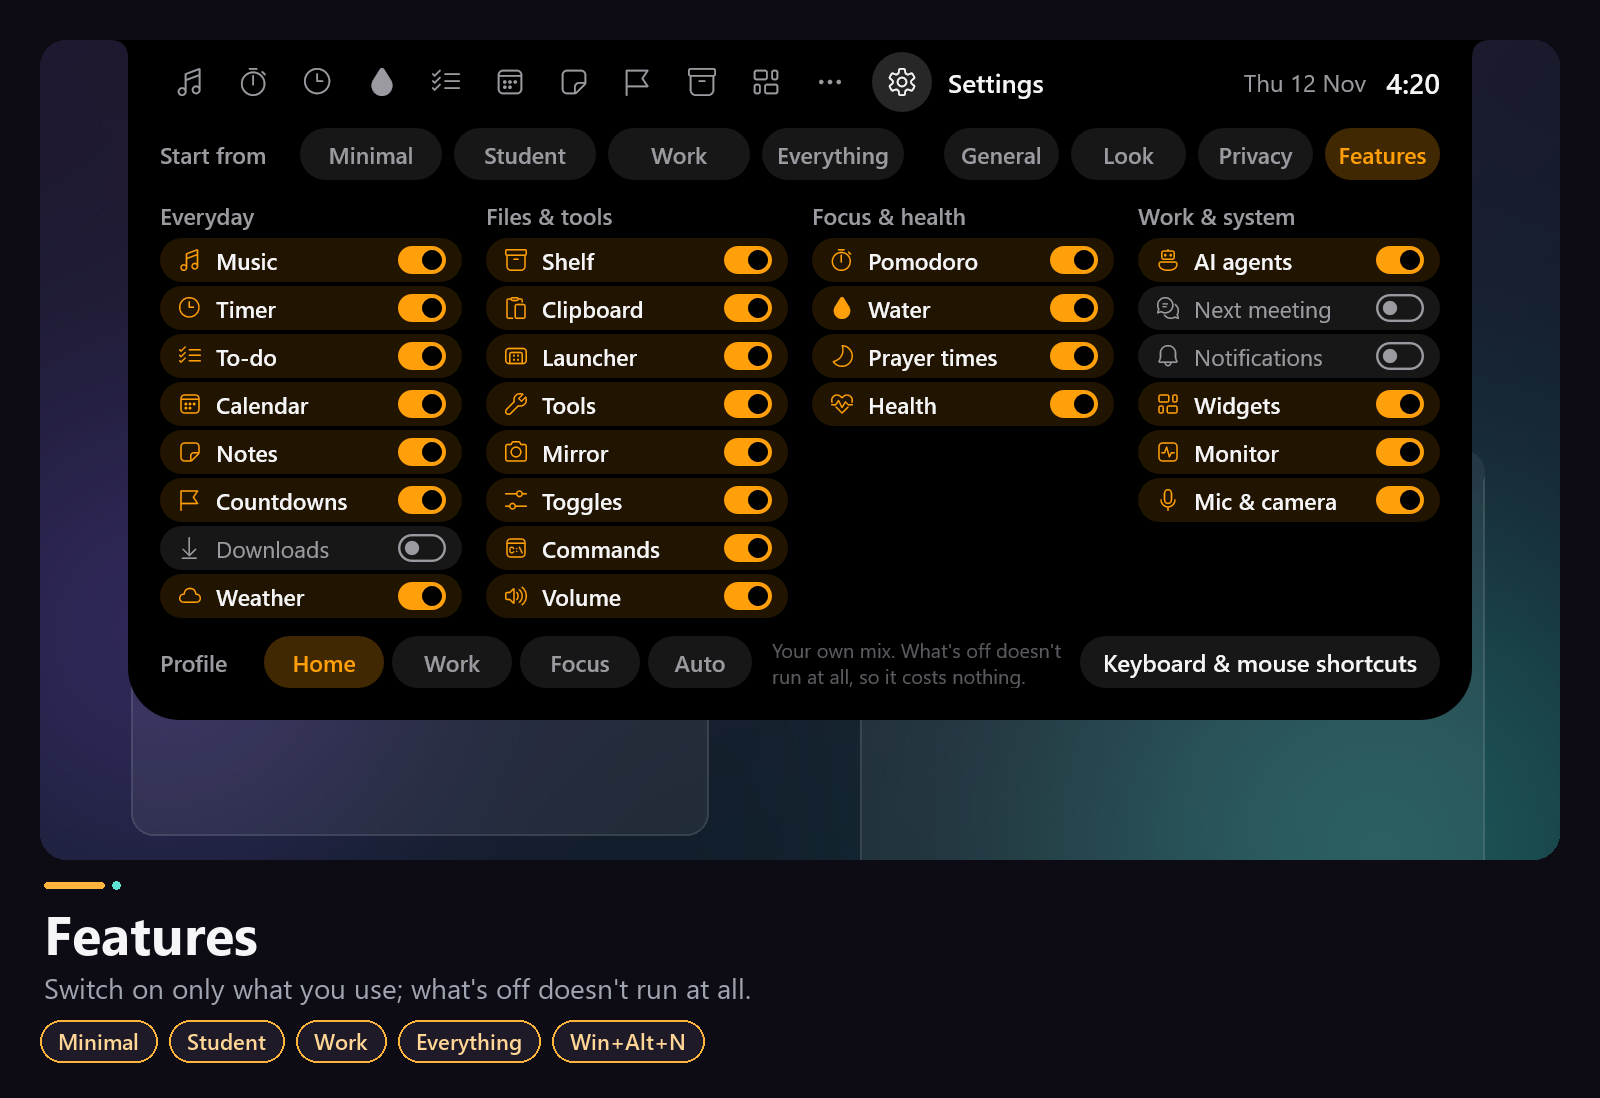 Settings
Thu 12 Nov 4:20
Start from Minimal Student Work Everything General Look Privacy Features
Everyday
Music
Timer
To-do
Calendar
Notes
Countdowns
Downloads
Weather
Files & tools
Shelf
Clipboard
Launcher
Tools
Mirror
Toggles
Commands
Volume
Focus & health
Pomodoro
Water
Prayer times
Health
Work & system
AI agents
Next meeting
Notifications
Widgets
Monitor
Mic & camera
Profile Home Work Focus Auto
Your own mix. What's off doesn't
run at all, so it costs nothing.
Keyboard & mouse shortcuts
Features
Switch on only what you use; what's off doesn't run at all.
Minimal Student Work Everything Win+Alt+N